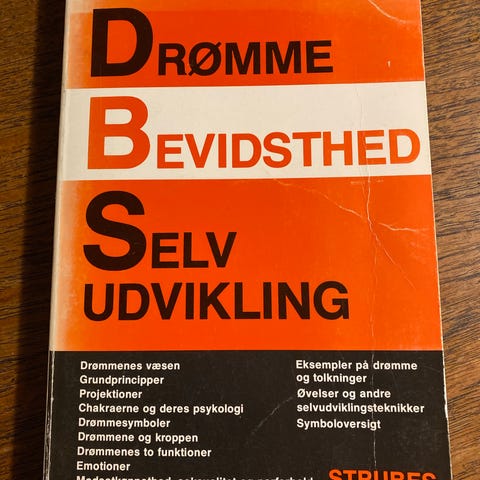 DRØMME
BEVIDSTHED
SELV
UDVIKLING
Drømmenes væsen
Grundprincipper
Projektioner
Chakraerne og deres psykologi
Drømmesymboler
Drømmene og kroppen
Drømmenes to funktioner
Emotioner
Eksempler på drømme
og tolkninger
Øvelser og andre
selvudviklingsteknikker
Symboloversigt
STRUBES